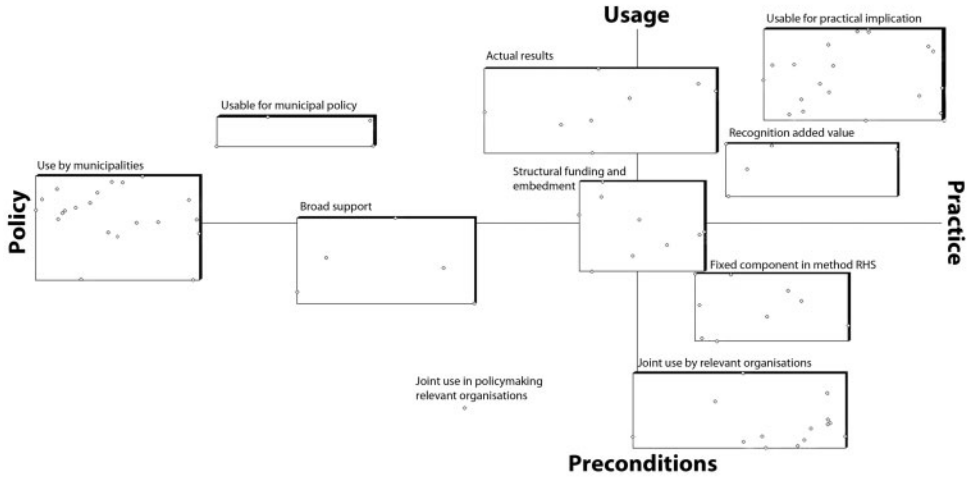 Usage
Usable for practical implication
Actual results
Usable for municipal policy
Recognition added value
Use by municipalities
Structural funding and
embedment
Policy
Broad support
Practice
Fixed component in method RHS
Joint use by relevant organisations
Joint use in policymaking
relevant organisations
Preconditions